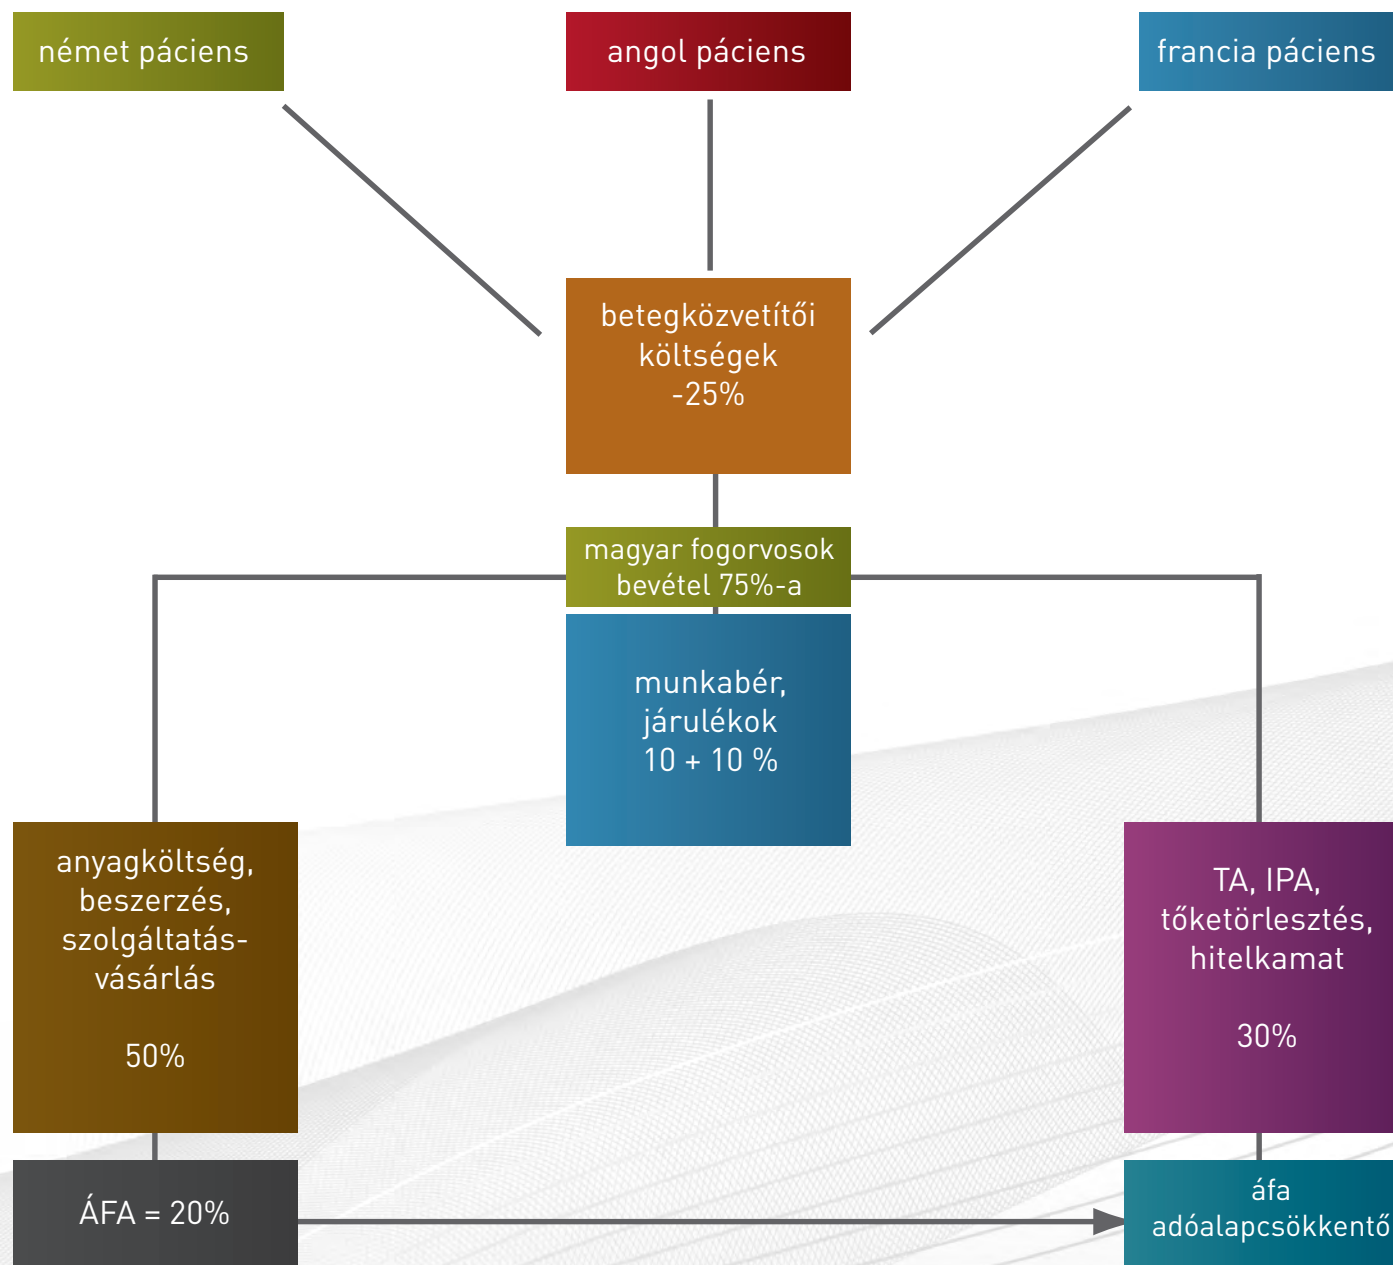 német páciens
angol páciens
francia páciens
betegközvetítői
költségek
-25%
magyar fogorvosok
bevétel 75%-a
munkabér,
járulékok
10 + 10 %
anyagköltség,
beszerzés,
szolgáltatás-
vásárlás
50%
TA, IPA,
tőketörlesztés,
hitelkamat
30%
ÁFA = 20%
áfa
adóalapcsökkentő